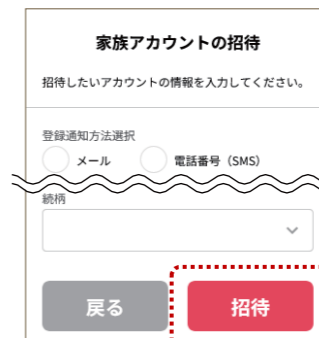 家族アカウントの招待
招待したいアカウントの情報を入力してください。
登録通知方法選択
メール 電話番号（SMS）
続柄
戻る 招待